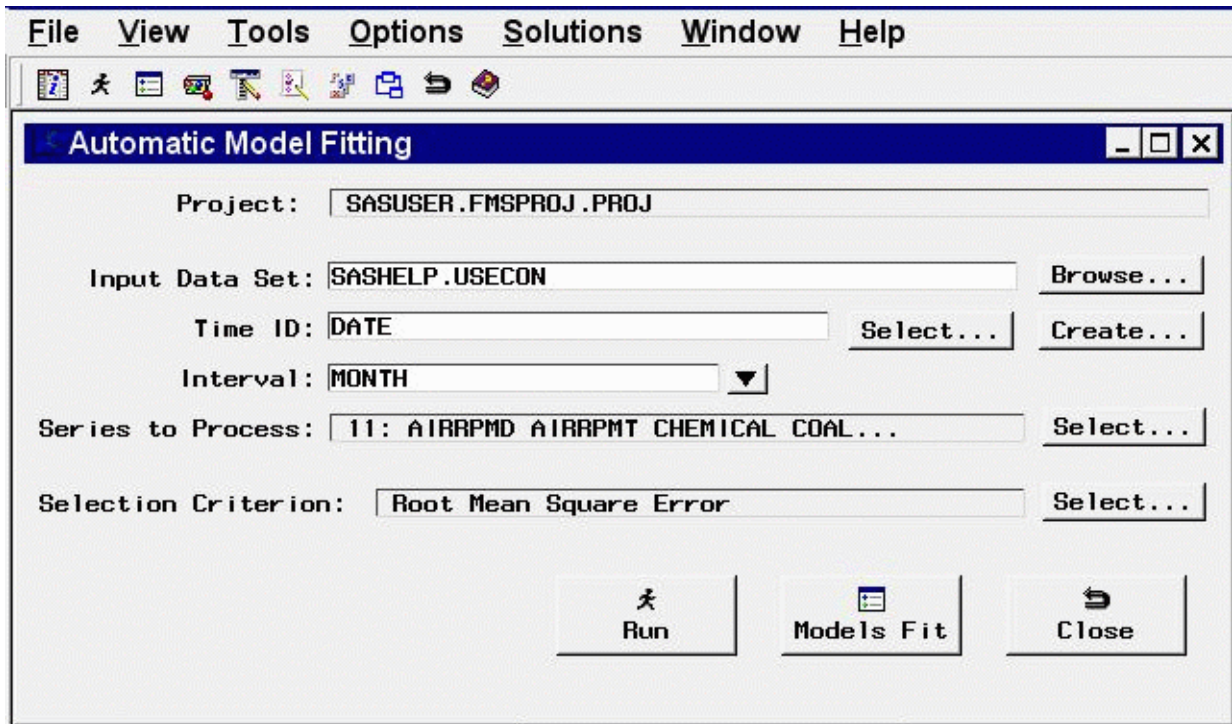 File View Tools Options Solutions Window Help
Automatic Model Fitting
Project: SASUSER.FMSPROJ.PROJ
Input Data Set: SASHELP.USECON Browse...
Time ID: DATE Select... Create...
Interval: MONTH
Series to Process: 11: AIRRPMD AIRRPMT CHEMICAL COAL... Select...
Selection Criterion: Root Mean Square Error Select...
Run Models Fit Close